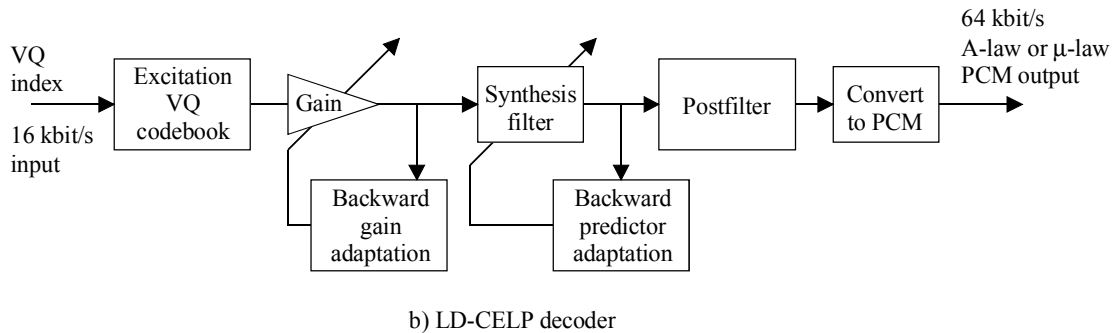 64 kbit/s
A-law or μ-law
PCM output
VQ
index
16 kbit/s
input
Excitation
VQ
codebook
Gain
Synthesis
filter
Postfilter
Convert
to PCM
Backward
gain
adaptation
Backward
predictor
adaptation
b) LD-CELP decoder